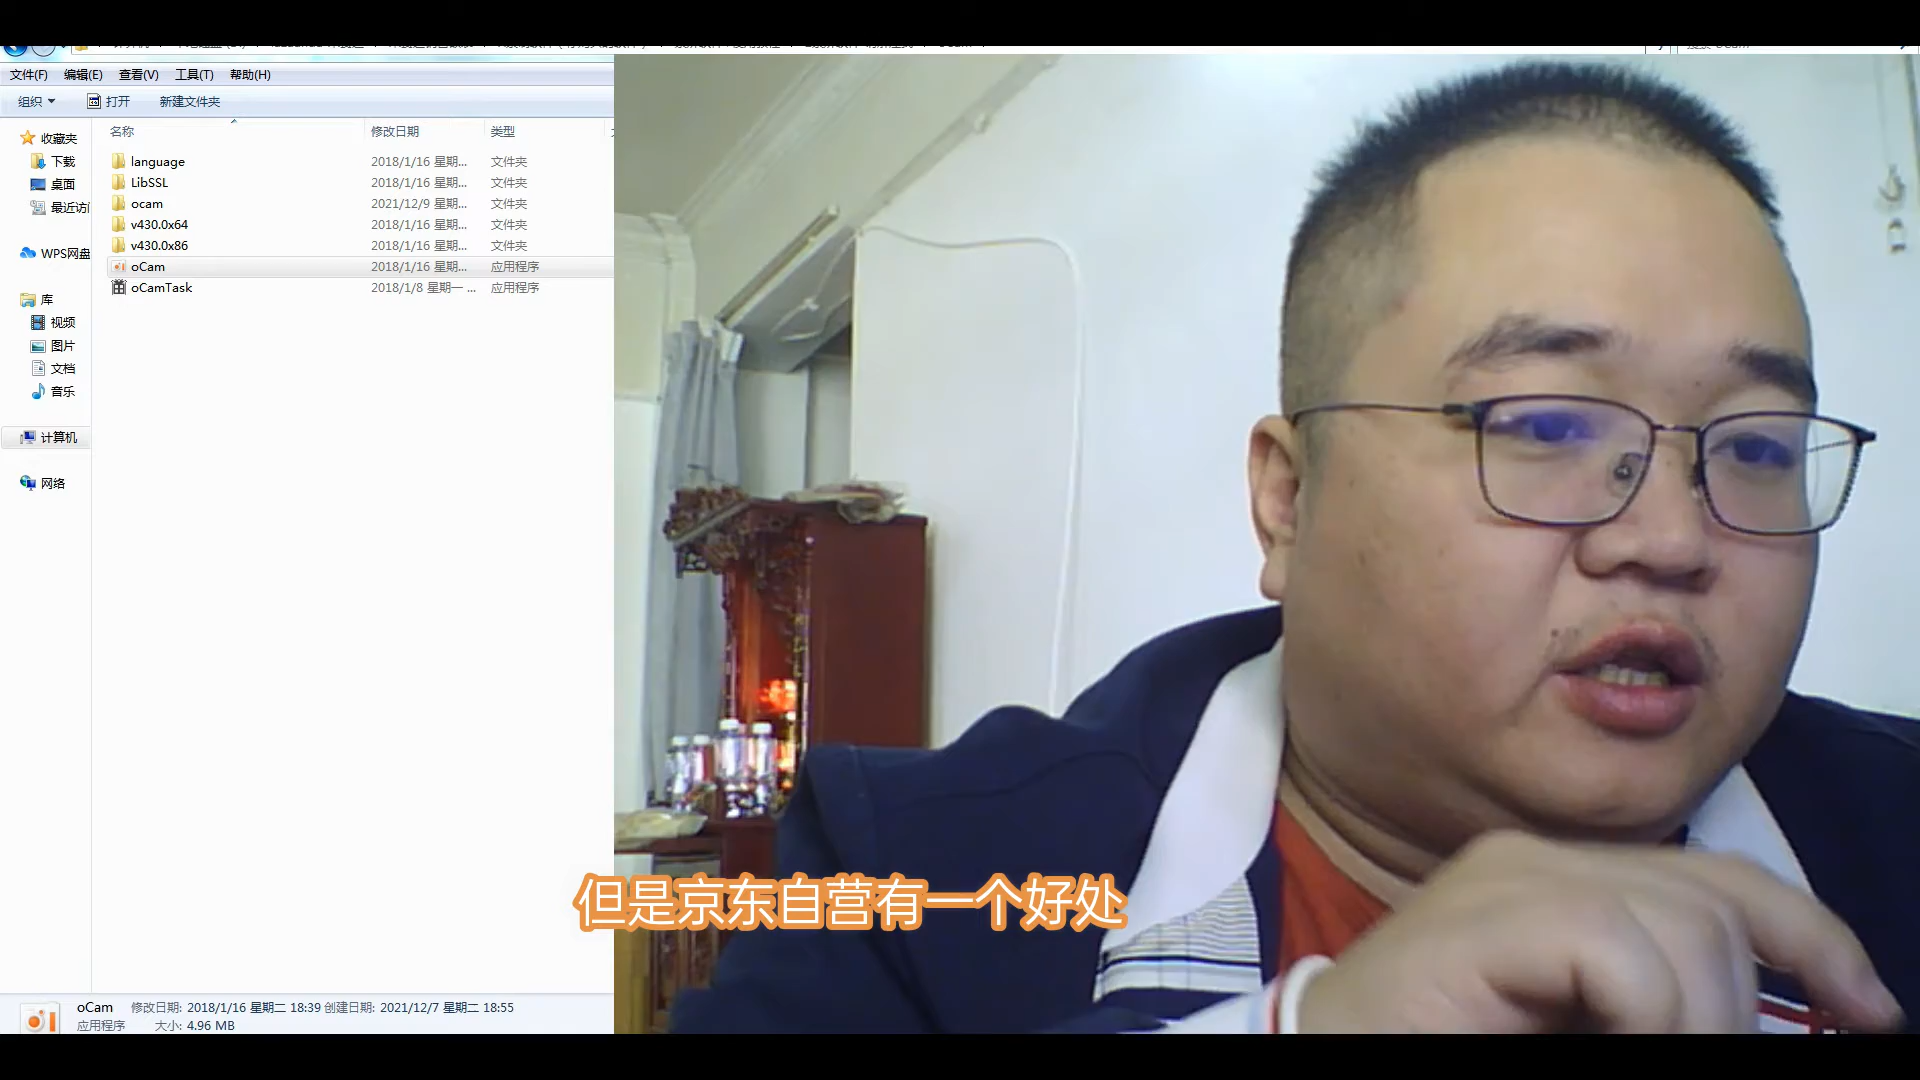 文件(F) 编辑(E) 查看(V) 工具(T) 帮助(H)
组织 打开 新建文件夹
名称 修改日期 类型
收藏夹
下载
桌面
最近访
WPS网盘
库
视频
图片
文档
音乐
计算机
网络
language 2018/1/16 星期... 文件夹
LibSSL 2018/1/16 星期... 文件夹
ocam 2021/12/9 星期... 文件夹
v430.0x64 2018/1/16 星期... 文件夹
v430.0x86 2018/1/16 星期... 文件夹
oCam 2018/1/16 星期... 应用程序
oCamTask 2018/1/8 星期一 ... 应用程序
但是京东自营有一个好处
oCam 修改日期: 2018/1/16 星期二 18:39 创建日期: 2021/12/7 星期二 18:55
应用程序 大小: 4.96 MB